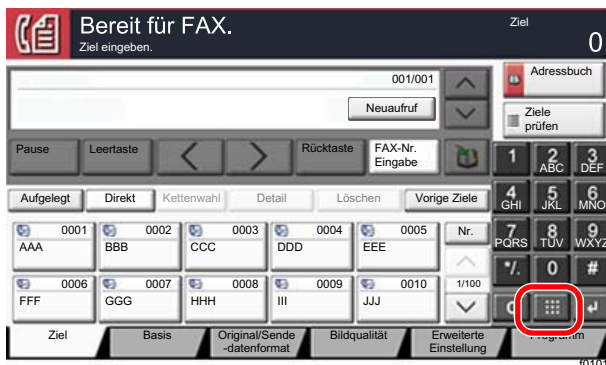 Bereit für FAX.
Ziel eingeben.
Ziel
0
001/001
Neuaufruf
Adressbuch
Ziele
prüfen
Pause
Leertaste
Rücktaste
FAX-Nr.
Eingabe
1
2
ABC
3
DEF
Aufgelegt
Direkt
Kettenwahl
Detail
Löschen
Vorige Ziele
4
GHI
5
JKL
6
MNO
0001
AAA
0002
BBB
0003
CCC
0004
DDD
0005
EEE
Nr.
7
PQRS
8
TUV
9
WXYZ
*/.
0
#
0006
FFF
0007
GGG
0008
HHH
0009
III
0010
JJJ
1/100
C
Ziel
Basis
Original/Sende
-datenformat
Bildqualität
Erweiterte
Einstellung
Programm
f0101